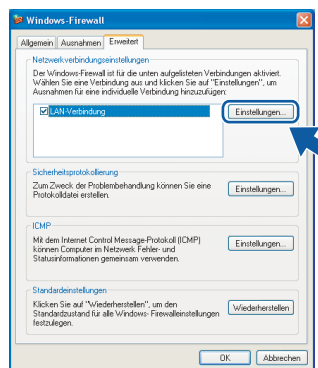 Windows-Firewall
Allgemein Ausnahmen Erweitert
Netzwerkverbindungseinstellungen
Der Windows-Firewall ist für die unten aufgelisteten Verbindungen aktiviert.
Wählen Sie eine Verbindung aus und klicken Sie auf "Einstellungen", um
Ausnahmen für eine individuelle Verbindung hinzuzufügen:
LAN-Verbindung
Einstellungen...
Sicherheitsprotokollierung
Zum Zweck der Problembehandlung können Sie eine
Protokolldatei erstellen.
Einstellungen...
ICMP
Mit dem Internet Control Message-Protokoll (ICMP)
können Computer im Netzwerk Fehler- und
Statusinformationen gemeinsam verwenden.
Einstellungen...
Standardeinstellungen
Klicken Sie auf "Wiederherstellen", um den
Standardzustand für alle Windows- Firewalleinstellungen
festzulegen.
Wiederherstellen
OK Abbrechen